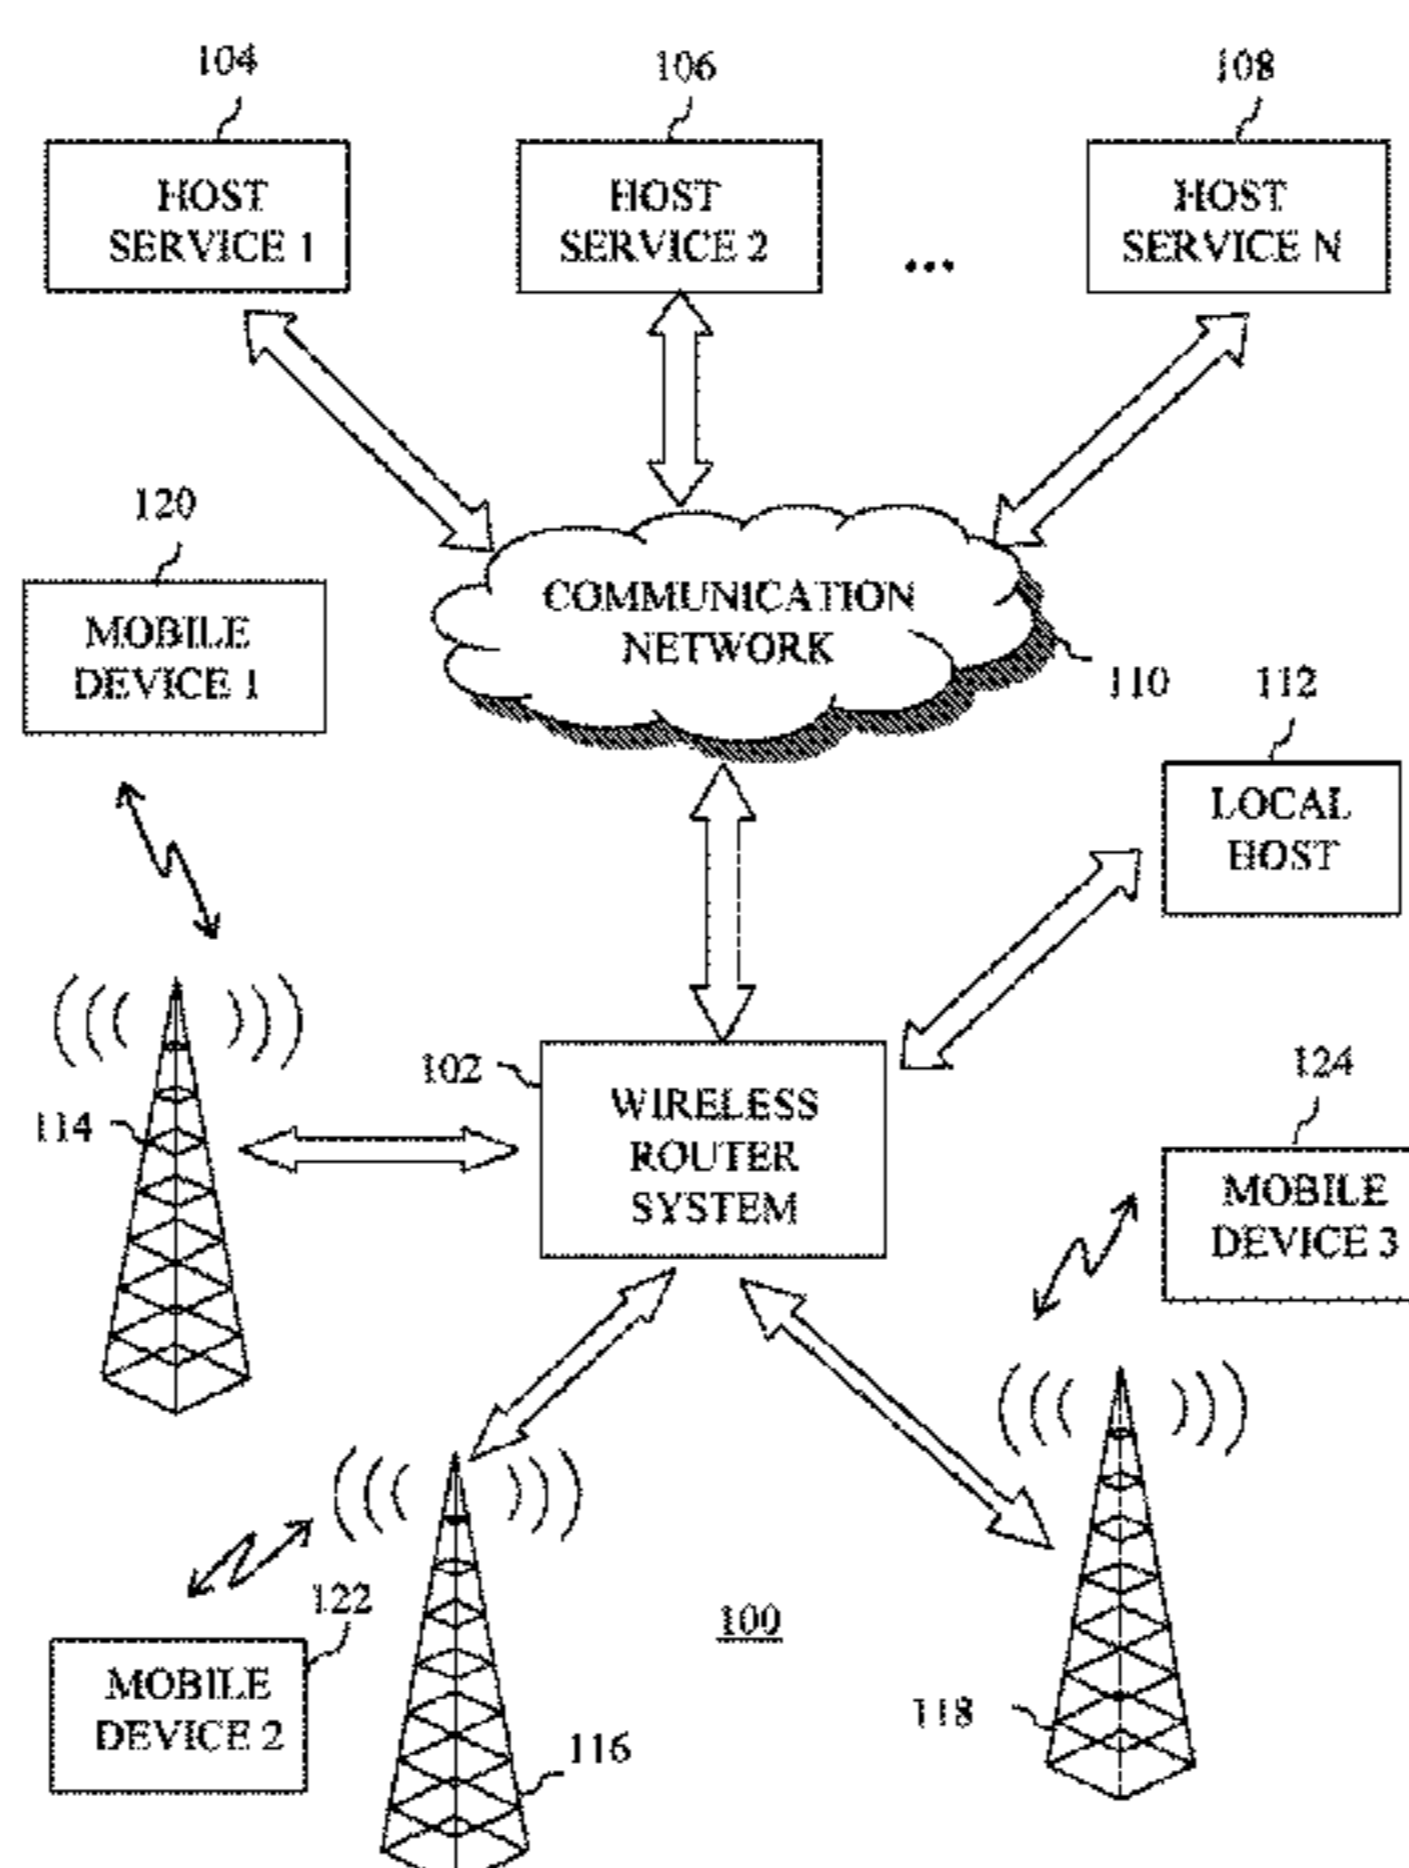 104
106
108
HOST
SERVICE 1
HOST
SERVICE 2
...
HOST
SERVICE N
120
MOBILE
DEVICE 1
COMMUNICATION
NETWORK
110
112
LOCAL
HOST
102
WIRELESS
ROUTER
SYSTEM
114
124
MOBILE
DEVICE 3
122
MOBILE
DEVICE 2
100
116
118